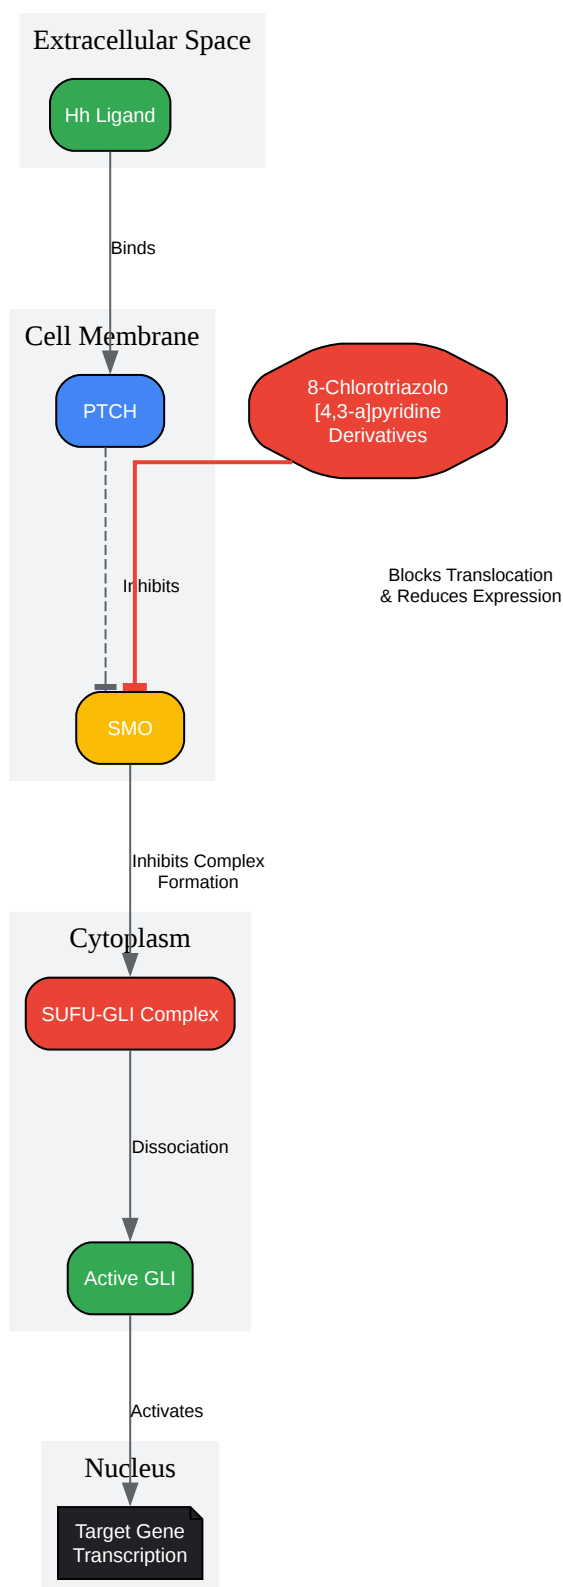 Extracellular Space
Hh Ligand
Binds
Cell Membrane
PTCH
8-Chlorotriazolo
[4,3-a]pyridine
Derivatives
Inhibits
Blocks Translocation
& Reduces Expression
SMO
Inhibits Complex
Formation
Cytoplasm
SUFU-GLI Complex
Dissociation
Active GLI
Activates
Nucleus
Target Gene
Transcription